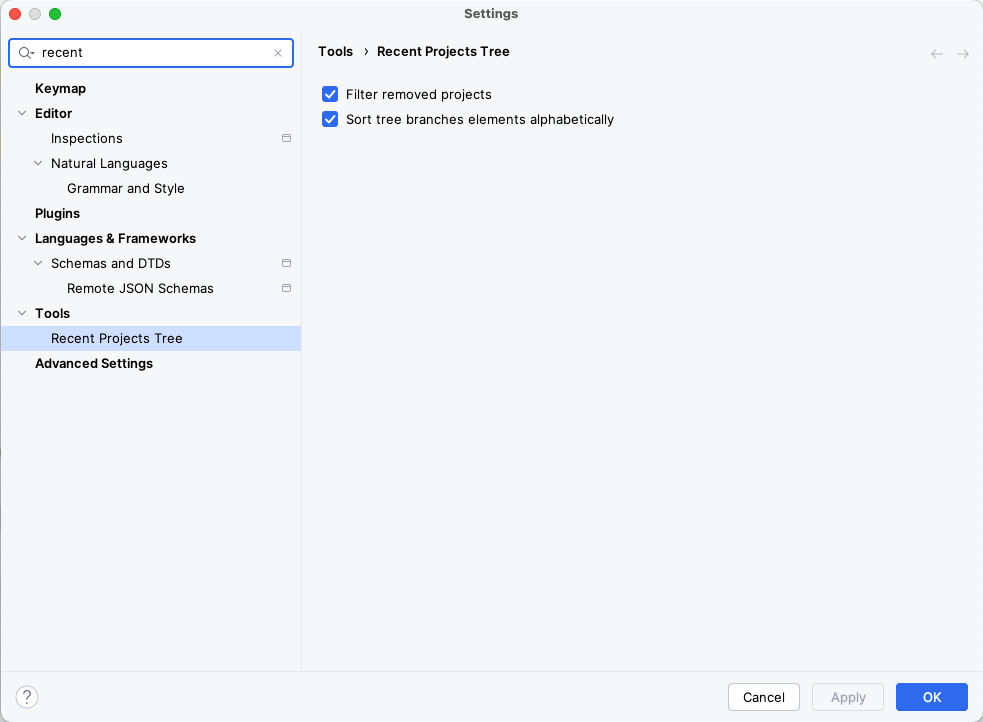 Settings
recent
Keymap
Editor
Inspections
Natural Languages
Grammar and Style
Plugins
Languages & Frameworks
Schemas and DTDs
Remote JSON Schemas
Tools
Recent Projects Tree
Advanced Settings
Tools › Recent Projects Tree
Filter removed projects
Sort tree branches elements alphabetically
?
Cancel
Apply
OK